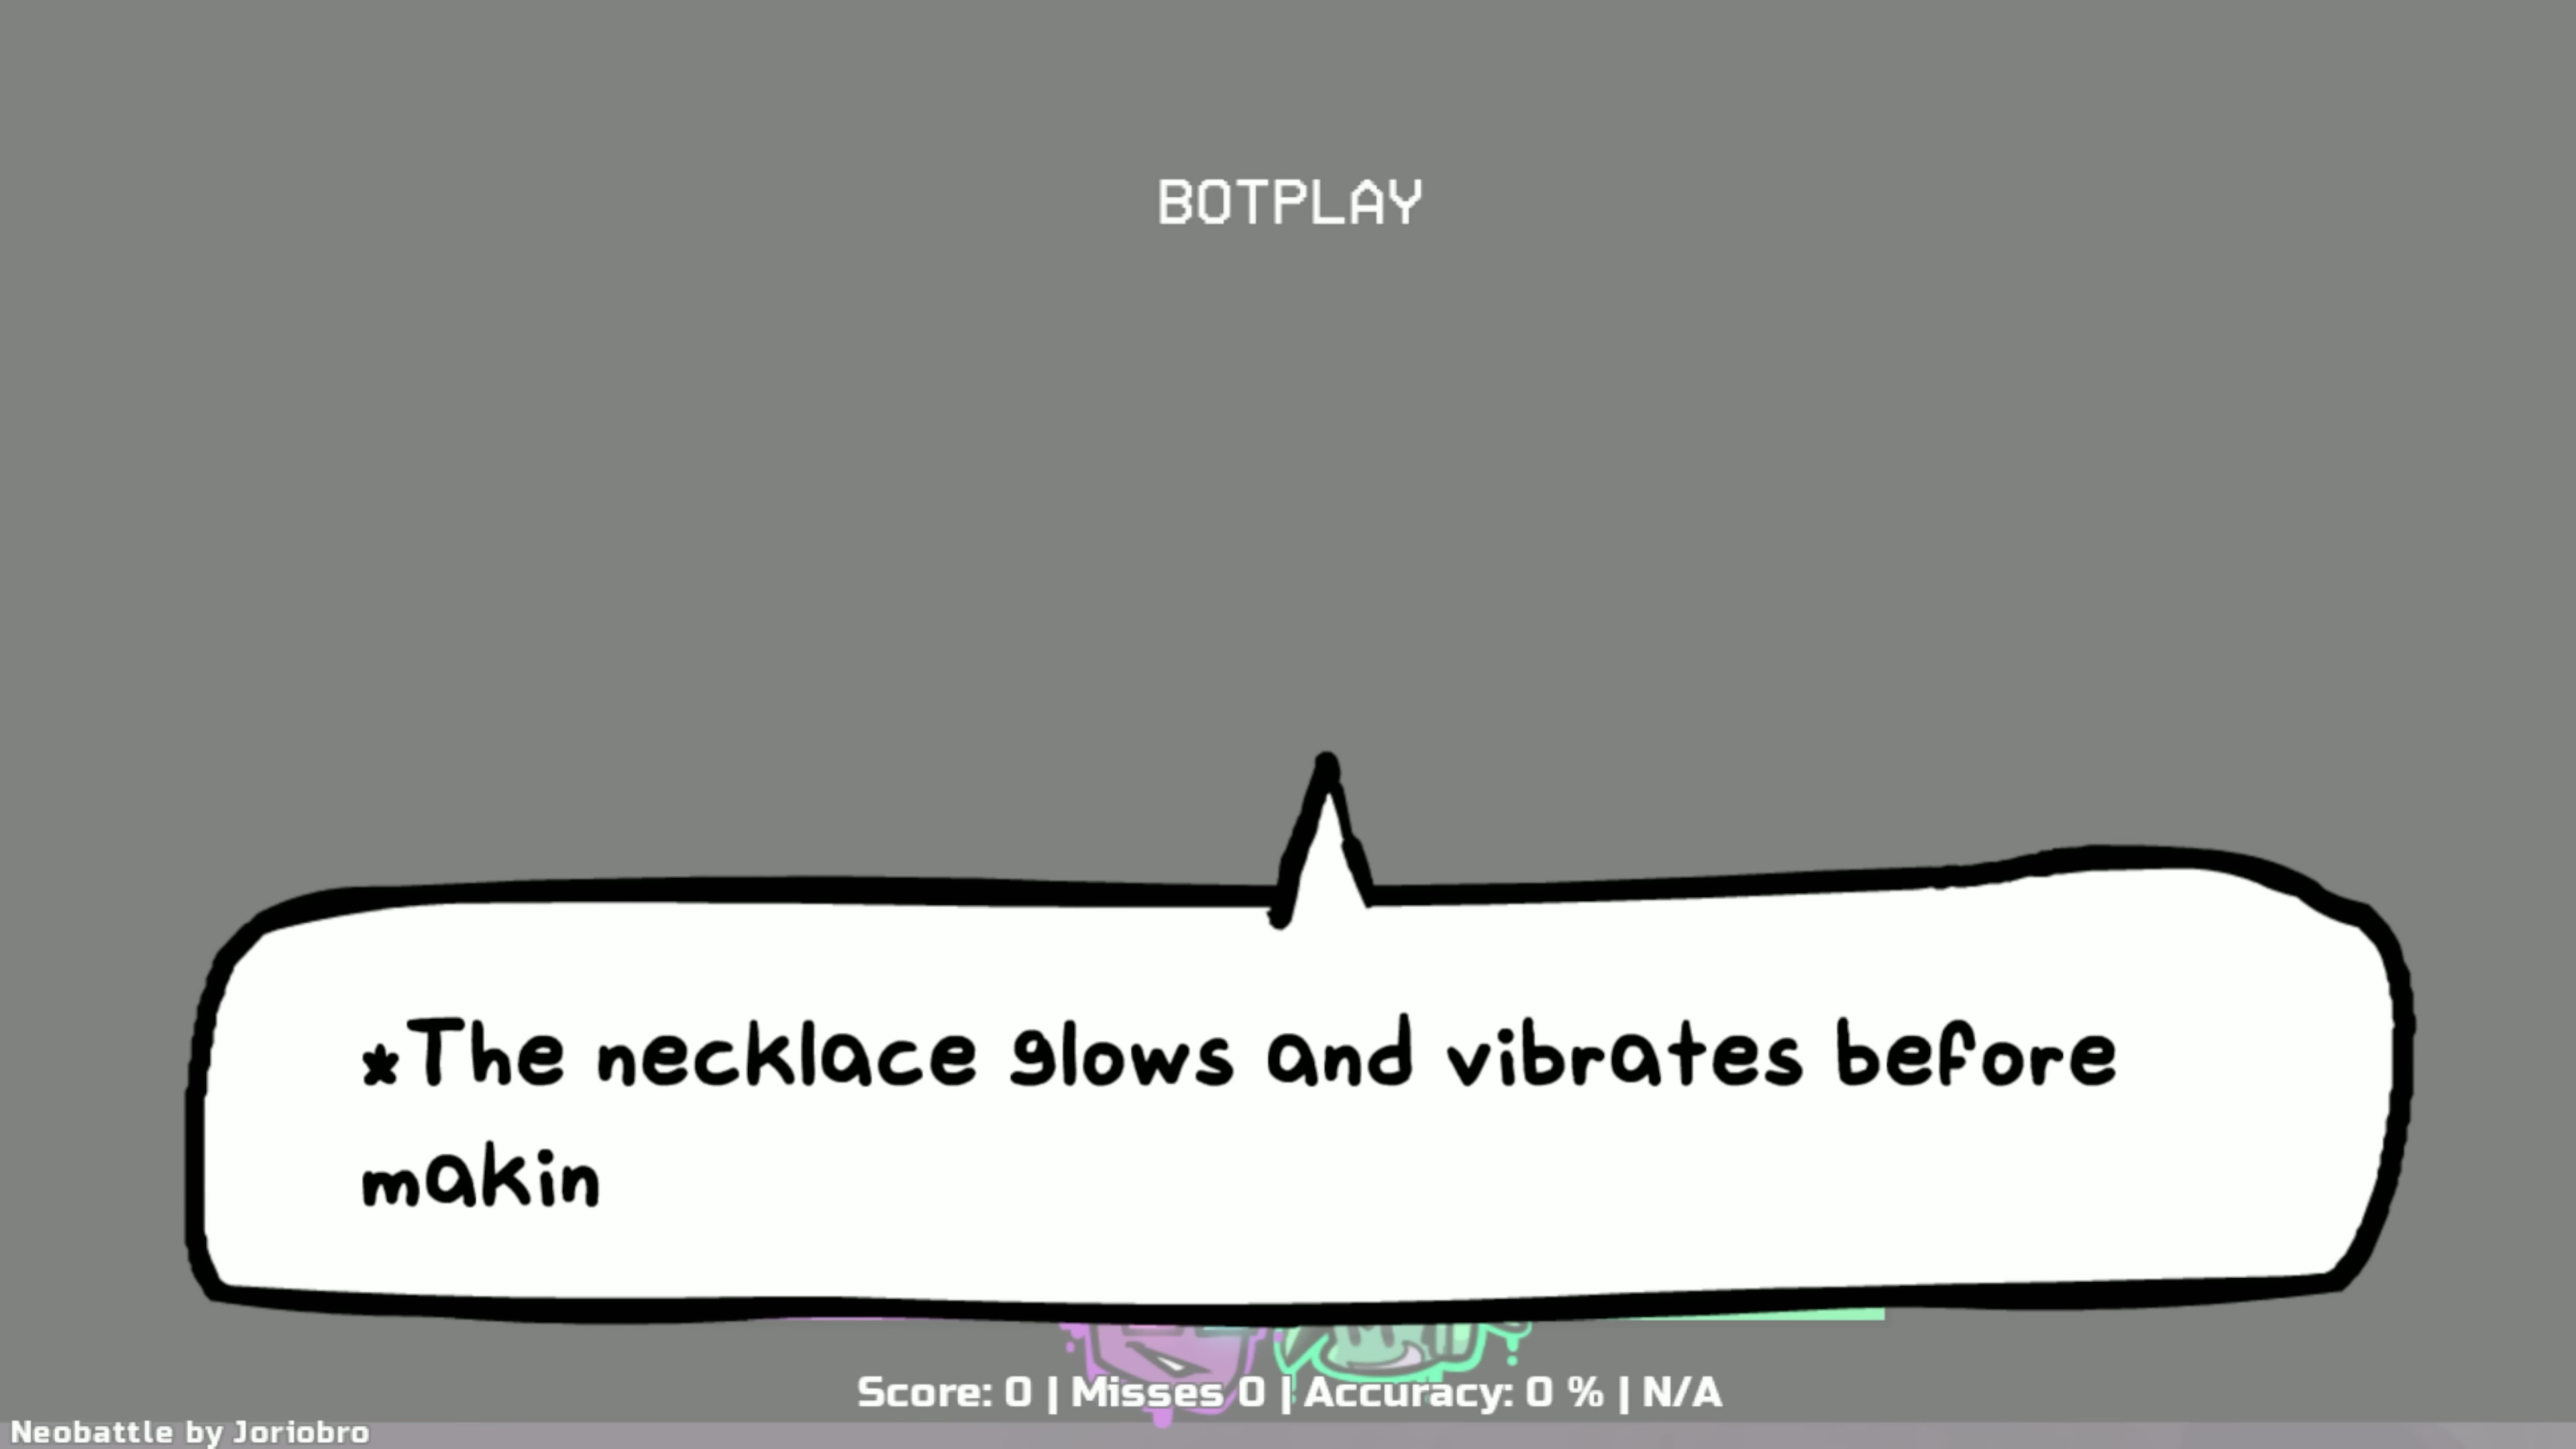 BOTPLAY
*The necklace glows and vibrates before
makin
Score: 0 | Misses 0 | Accuracy: 0 % | N/A
Neobattle by Joriobro